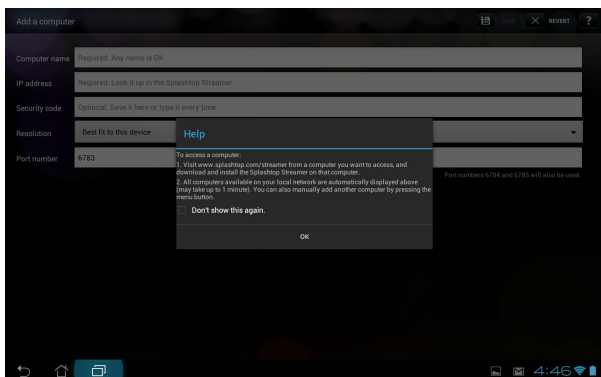 Add a computer
REVERT ?
Computer name Required. Any name is OK
IP address Required. Look it up in the Splashtop Streamer
Security code Optional. Save it here or type it every time
Resolution Best fit to this device
Port number 6783
Port numbers 6784 and 6785 will also be used.
Help
To access a computer:
1. Visit www.splashtop.com/streamer from a computer you want to access, and
download and install the Splashtop Streamer on that computer.
2. All computers available on your local network are automatically displayed above
(may take up to 1 minute). You can also manually add another computer by pressing the
menu button.
Don't show this again.
OK
4:46